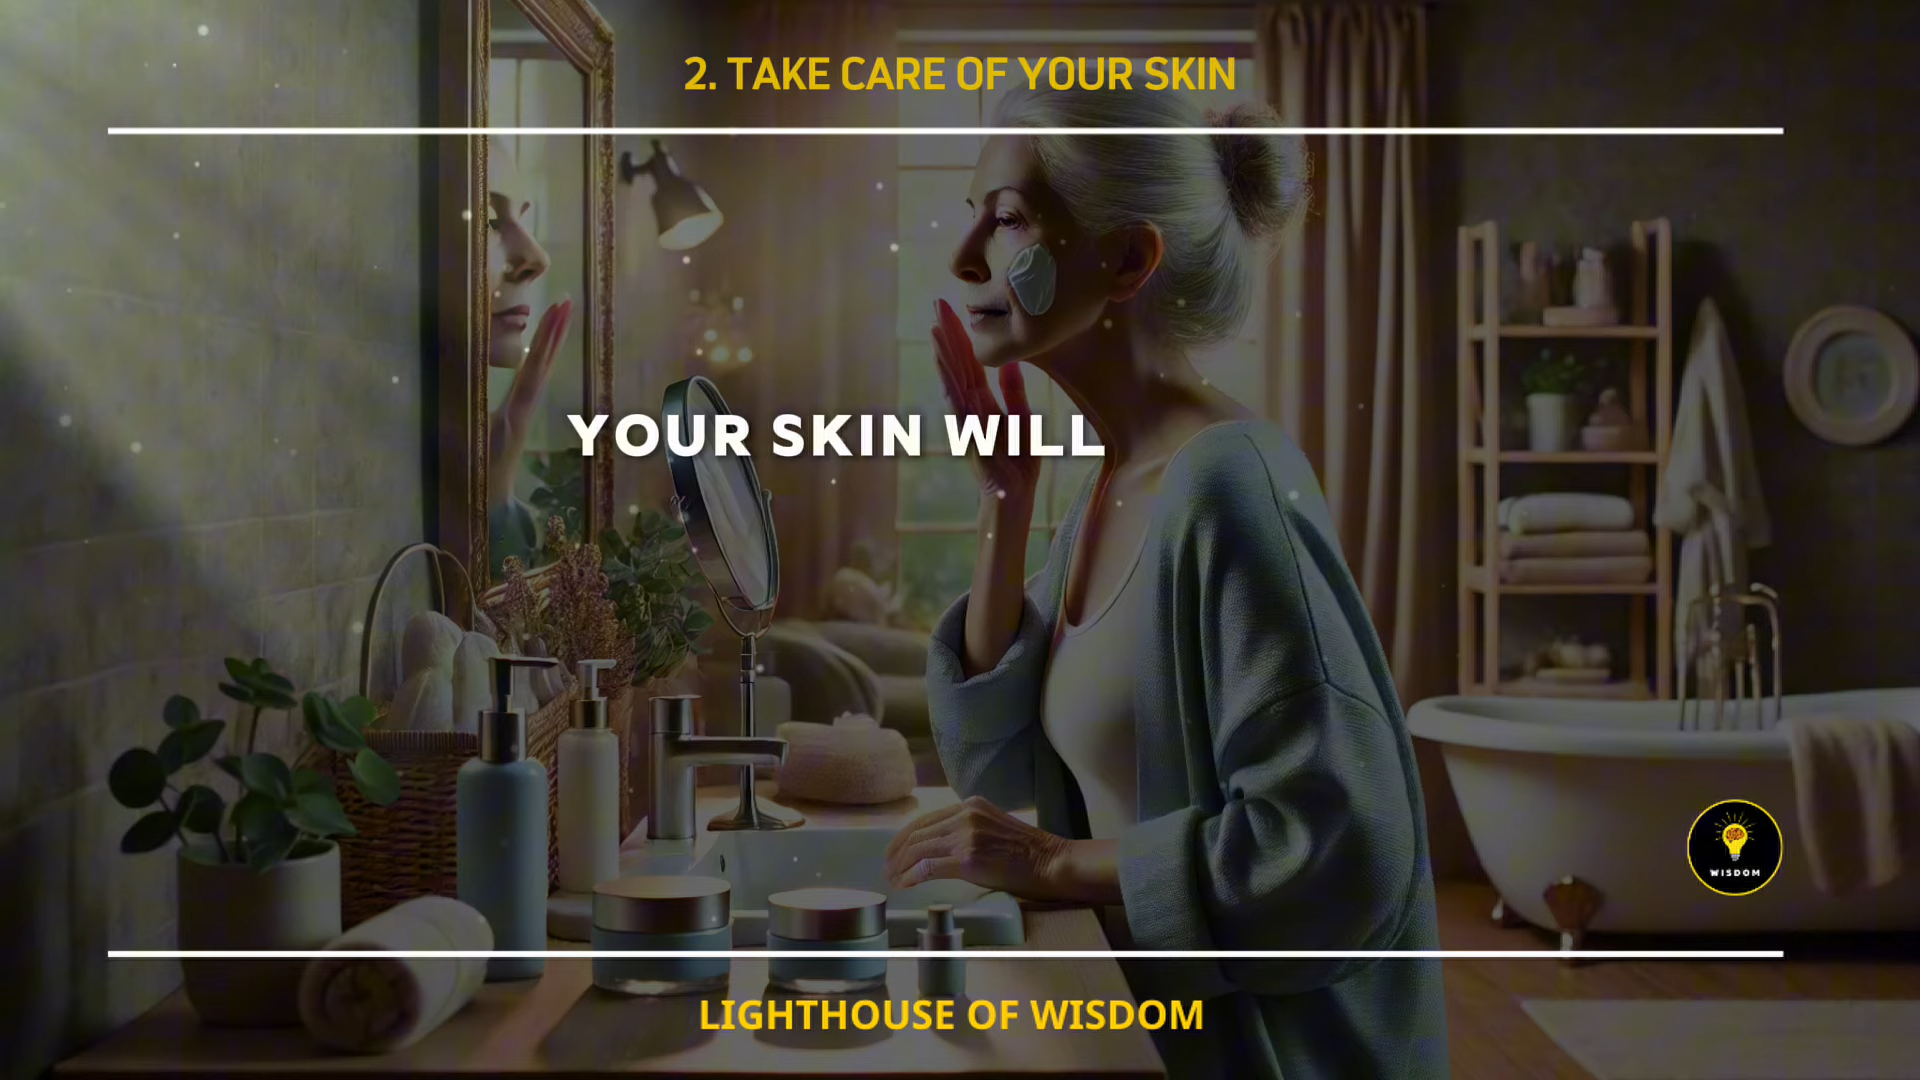 2. TAKE CARE OF YOUR SKIN
YOUR SKIN WILL
WISDOM
LIGHTHOUSE OF WISDOM